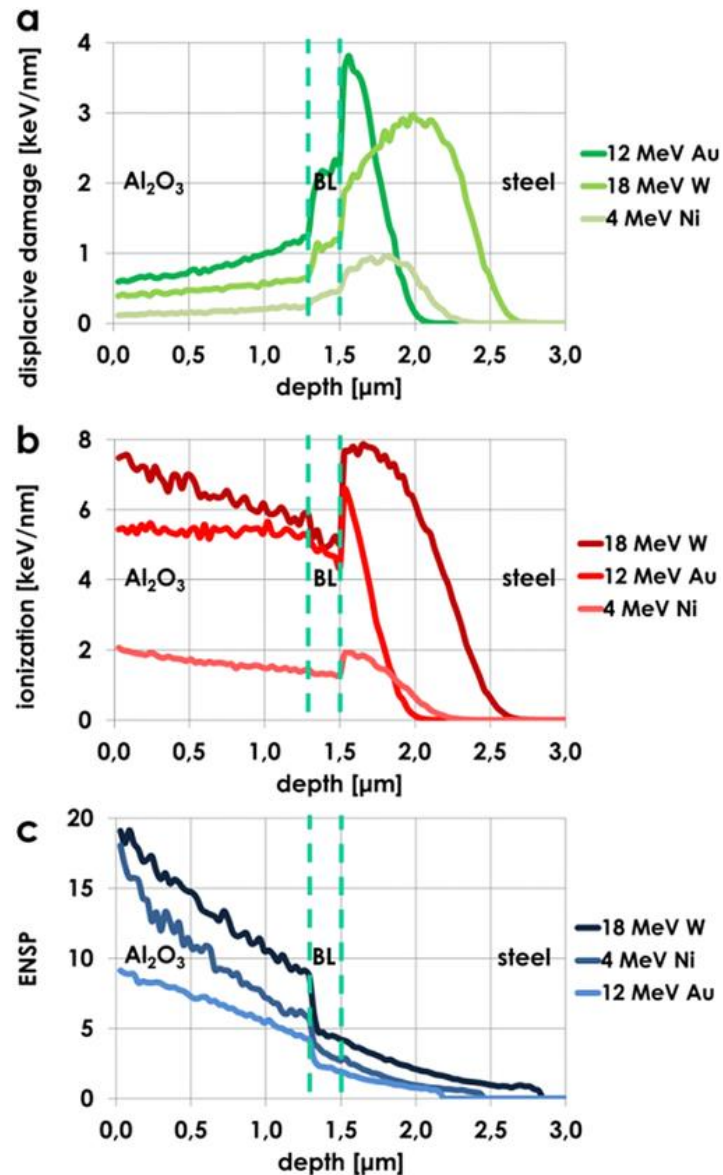 a
displacive damage [keV/nm]
4
3
2
1
0
Al₂O₃
BL
steel
12 MeV Au
18 MeV W
4 MeV Ni
0,0 0,5 1,0 1,5 2,0 2,5 3,0
depth [µm]
b
ionization [keV/nm]
8
6
4
2
0
Al₂O₃
BL
steel
18 MeV W
12 MeV Au
4 MeV Ni
0,0 0,5 1,0 1,5 2,0 2,5 3,0
depth [µm]
c
ENSP
20
15
10
5
0
Al₂O₃
BL
steel
18 MeV W
4 MeV Ni
12 MeV Au
0,0 0,5 1,0 1,5 2,0 2,5 3,0
depth [µm]